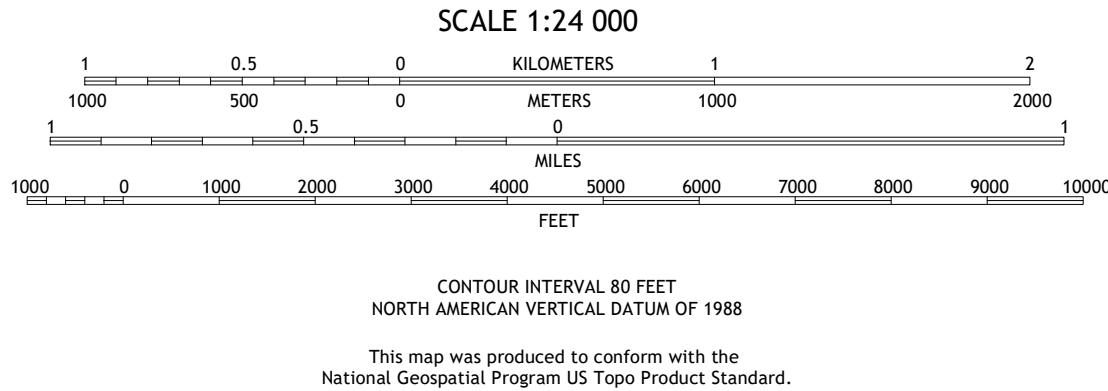 SCALE 1:24 000
1 0.5 0 KILOMETERS 1 2
1000 500 0 METERS 1000 2000
1 0.5 0 1
MILES
1000 0 1000 2000 3000 4000 5000 6000 7000 8000 9000 10000
FEET
CONTOUR INTERVAL 80 FEET
NORTH AMERICAN VERTICAL DATUM OF 1988
This map was produced to conform with the
National Geospatial Program US Topo Product Standard.